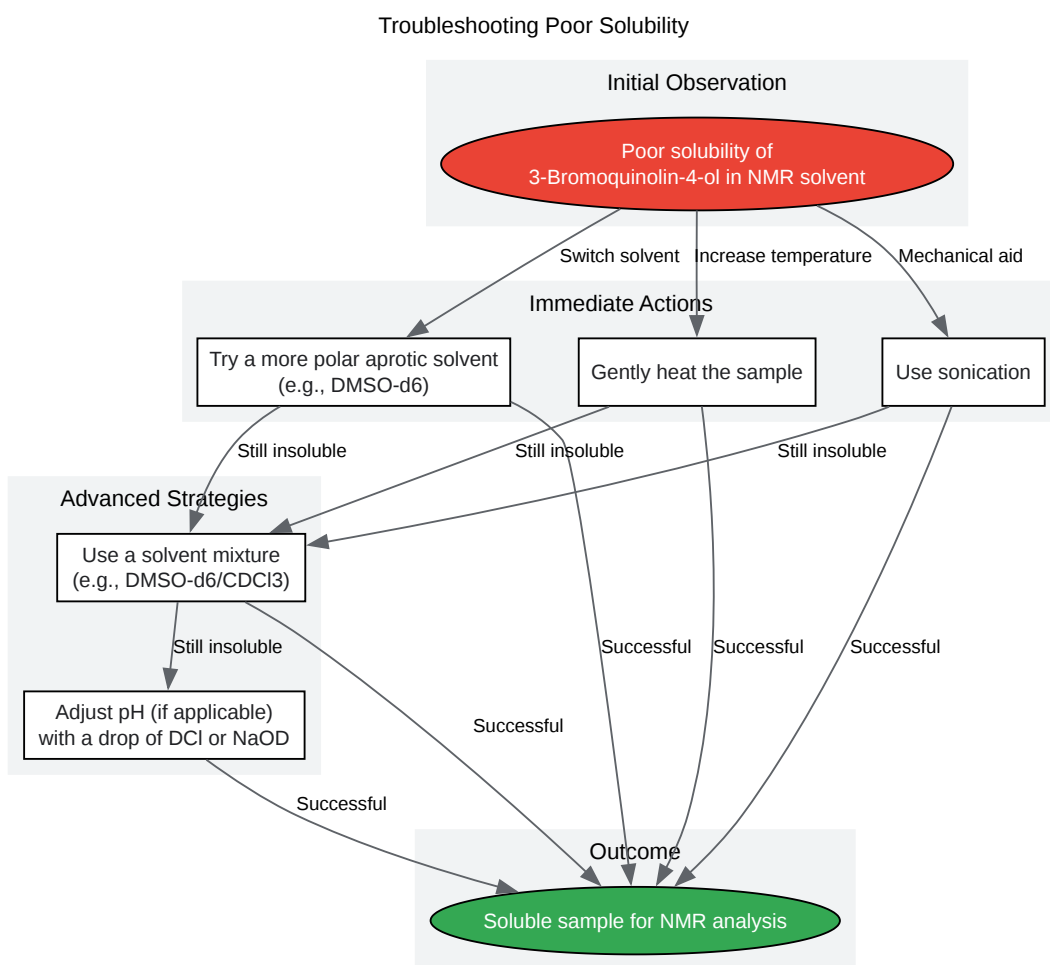 Troubleshooting Poor Solubility
Initial Observation
Poor solubility of
3-Bromoquinolin-4-ol in NMR solvent
Switch solvent
Increase temperature
Mechanical aid
Immediate Actions
Try a more polar aprotic solvent
(e.g., DMSO-d6)
Gently heat the sample
Use sonication
Still insoluble
Still insoluble
Still insoluble
Advanced Strategies
Use a solvent mixture
(e.g., DMSO-d6/CDCl3)
Still insoluble
Successful
Successful
Successful
Adjust pH (if applicable)
with a drop of DCl or NaOD
Successful
Successful
Outcome
Soluble sample for NMR analysis